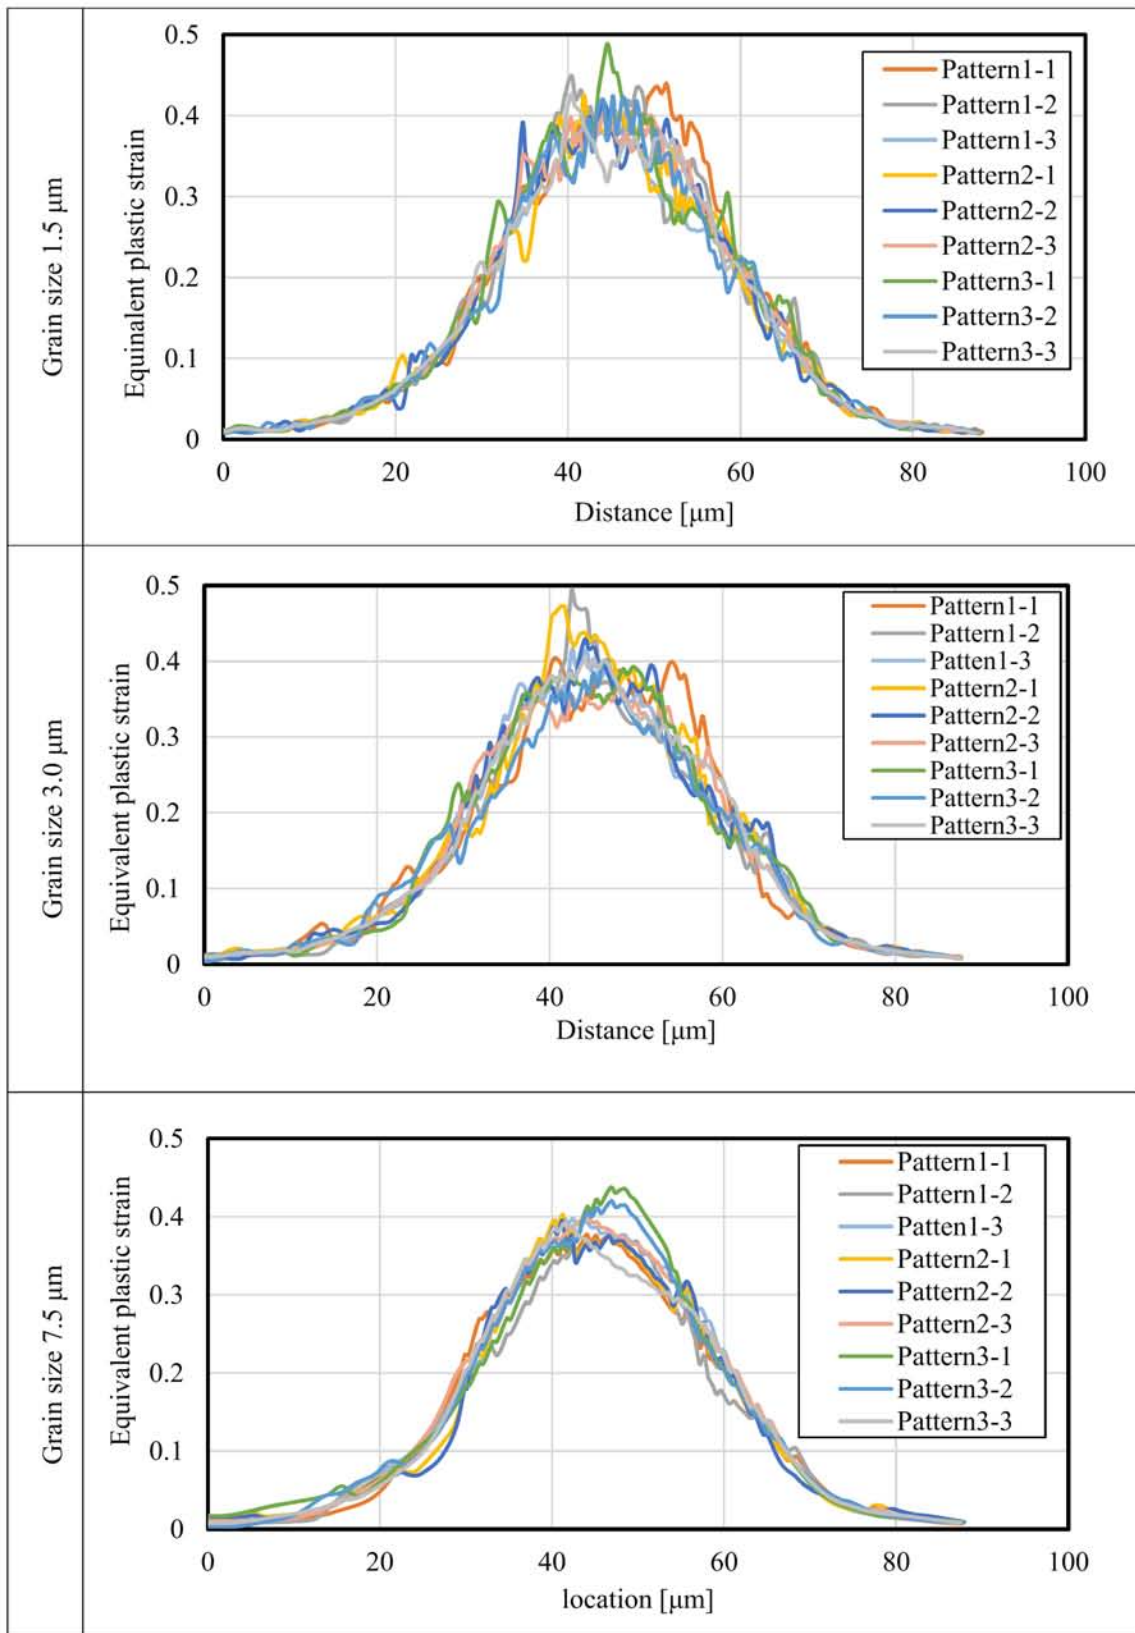 Grain size 1.5 μm
Equinalent plastic strain
0.5
0.4
0.3
0.2
0.1
0
0 20 40 60 80 100
Distance [μm]
Pattern1-1
Pattern1-2
Pattern1-3
Pattern2-1
Pattern2-2
Pattern2-3
Pattern3-1
Pattern3-2
Pattern3-3
Grain size 3.0 μm
Equivalent plastic strain
0.5
0.4
0.3
0.2
0.1
0
0 20 40 60 80 100
Distance [μm]
Pattern1-1
Pattern1-2
Patten1-3
Pattern2-1
Pattern2-2
Pattern2-3
Pattern3-1
Pattern3-2
Pattern3-3
Grain size 7.5 μm
Equivalent plastic strain
0.5
0.4
0.3
0.2
0.1
0
0 20 40 60 80 100
location [μm]
Pattern1-1
Pattern1-2
Patten1-3
Pattern2-1
Pattern2-2
Pattern2-3
Pattern3-1
Pattern3-2
Pattern3-3